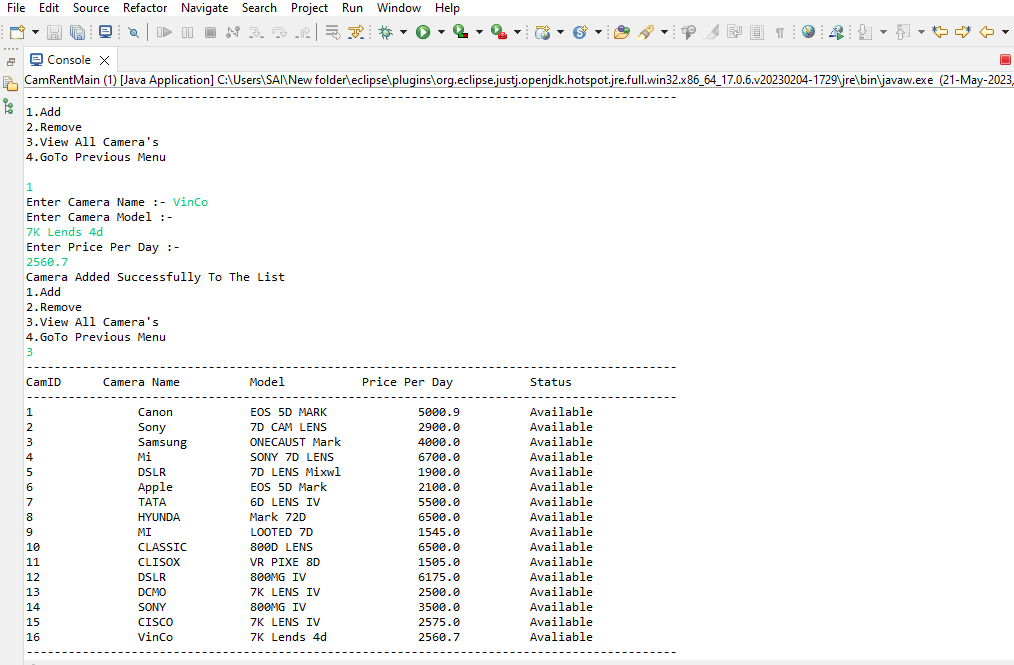 File Edit Source Refactor Navigate Search Project Run Window Help
Console
CamRentMain (1) [Java Application] C:\Users\SAI\New folder\eclipse\plugins\org.eclipse.justj.openjdk.hotspot.jre.full.win32.x86_64_17.0.6.v20230204-1729\jre\bin\javaw.exe (21-May-2023,
---------------------------------------------------------------------------------------------
1.Add
2.Remove
3.View All Camera's
4.GoTo Previous Menu
1
Enter Camera Name :- VinCo
Enter Camera Model :-
7K Lends 4d
Enter Price Per Day :-
2560.7
Camera Added Successfully To The List
1.Add
2.Remove
3.View All Camera's
4.GoTo Previous Menu
3
---------------------------------------------------------------------------------------------
CamID Camera Name Model Price Per Day Status
---------------------------------------------------------------------------------------------
1 Canon EOS 5D MARK 5000.9 Available
2 Sony 7D CAM LENS 2900.0 Available
3 Samsung ONECAUST Mark 4000.0 Available
4 Mi SONY 7D LENS 6700.0 Available
5 DSLR 7D LENS Mixwl 1900.0 Available
6 Apple EOS 5D Mark 2100.0 Available
7 TATA 6D LENS IV 5500.0 Available
8 HYUNDA Mark 72D 6500.0 Available
9 MI LOOTED 7D 1545.0 Available
10 CLASSIC 800D LENS 6500.0 Available
11 CLISOX VR PIXE 8D 1505.0 Available
12 DSLR 800MG IV 6175.0 Available
13 DCMO 7K LENS IV 2500.0 Available
14 SONY 800MG IV 3500.0 Available
15 CISCO 7K LENS IV 2575.0 Available
16 VinCo 7K Lends 4d 2560.7 Avaliable
---------------------------------------------------------------------------------------------